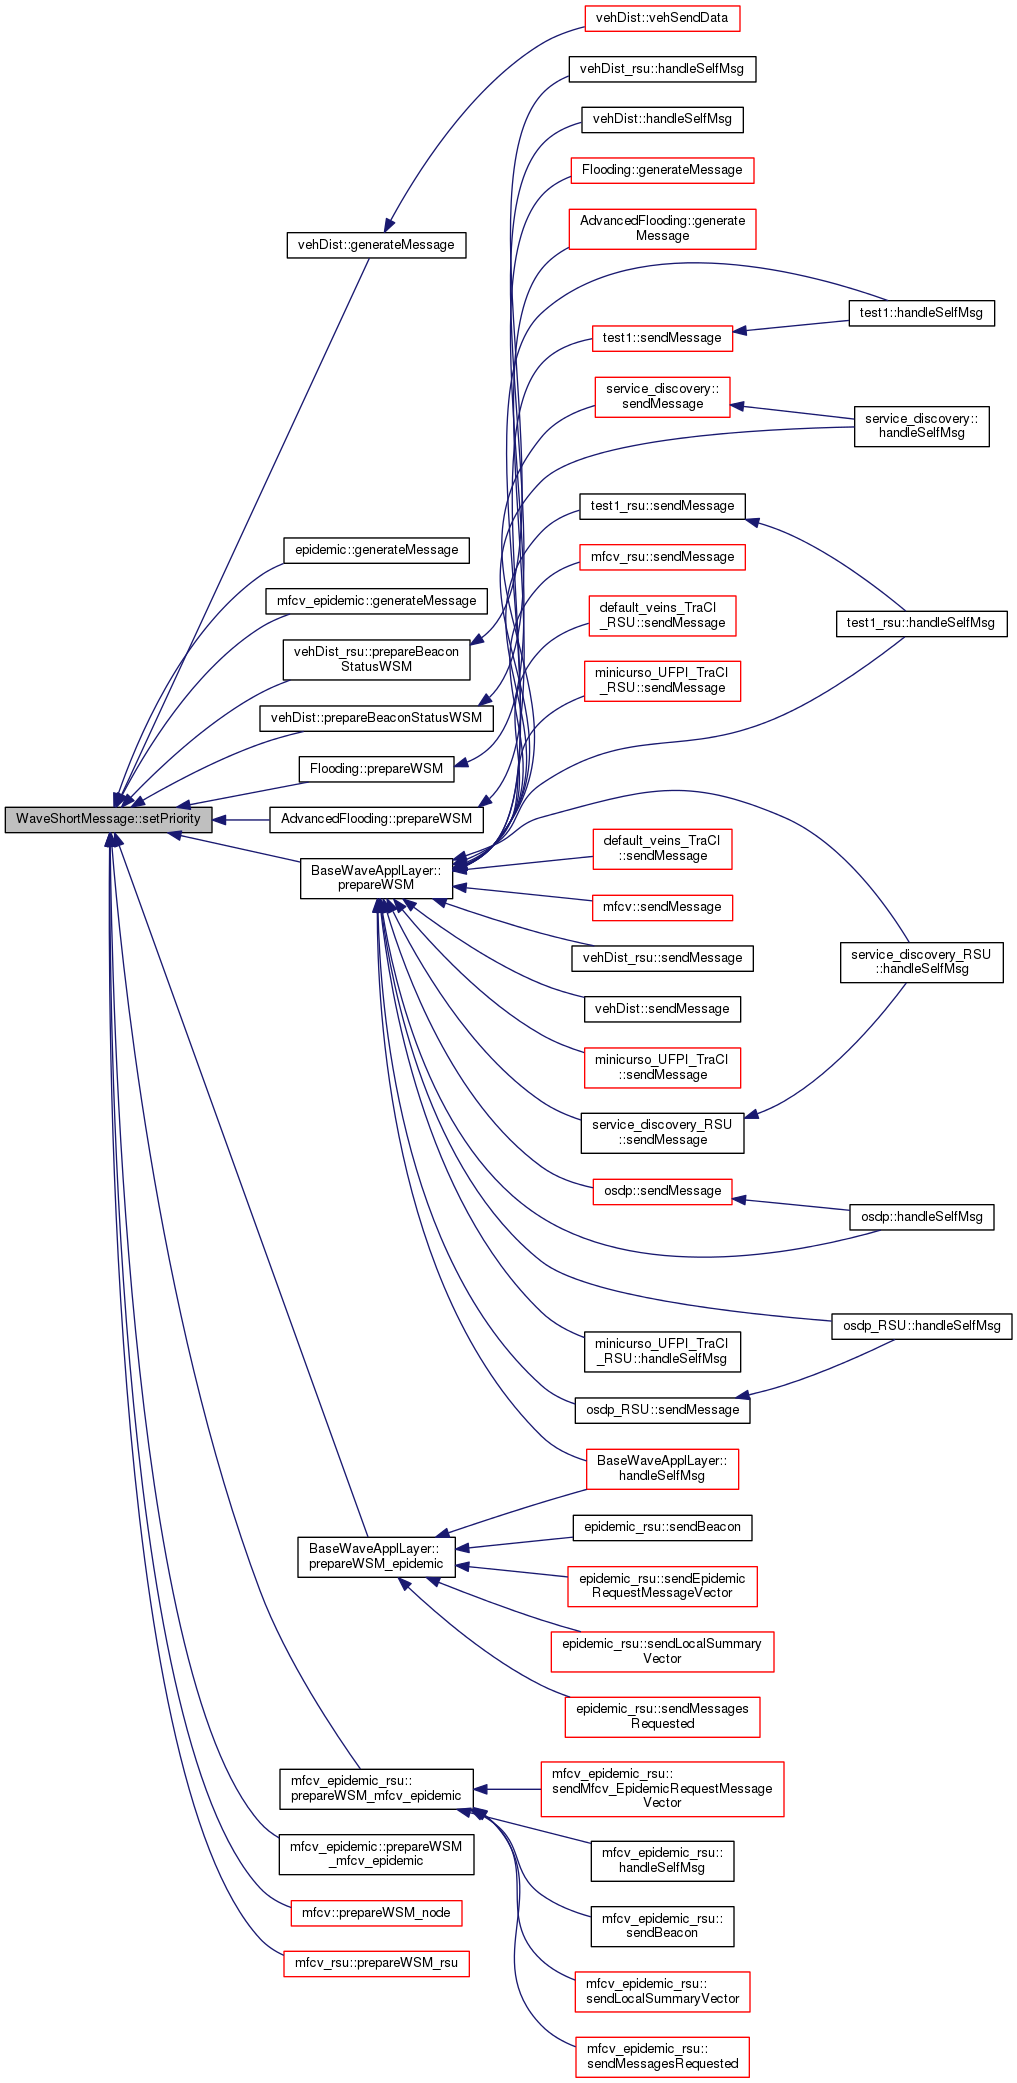 vehDist::vehSendData
vehDist_rsu::handleSelfMsg
vehDist::handleSelfMsg
Flooding::generateMessage
AdvancedFlooding::generate
Message
vehDist::generateMessage
test1::handleSelfMsg
test1::sendMessage
service_discovery::
sendMessage
service_discovery::
handleSelfMsg
test1_rsu::sendMessage
epidemic::generateMessage
mfcv_rsu::sendMessage
mfcv_epidemic::generateMessage
default_veins_TraCI
_RSU::sendMessage
test1_rsu::handleSelfMsg
vehDist_rsu::prepareBeacon
StatusWSM
minicurso_UFPI_TraCI
_RSU::sendMessage
vehDist::prepareBeaconStatusWSM
Flooding::prepareWSM
WaveShortMessage::setPriority
AdvancedFlooding::prepareWSM
default_veins_TraCI
::sendMessage
BaseWaveApplLayer::
prepareWSM
mfcv::sendMessage
vehDist_rsu::sendMessage
service_discovery_RSU
::handleSelfMsg
vehDist::sendMessage
minicurso_UFPI_TraCI
::sendMessage
service_discovery_RSU
::sendMessage
osdp::sendMessage
osdp::handleSelfMsg
osdp_RSU::handleSelfMsg
minicurso_UFPI_TraCI
_RSU::handleSelfMsg
osdp_RSU::sendMessage
BaseWaveApplLayer::
handleSelfMsg
epidemic_rsu::sendBeacon
BaseWaveApplLayer::
prepareWSM_epidemic
epidemic_rsu::sendEpidemic
RequestMessageVector
epidemic_rsu::sendLocalSummary
Vector
epidemic_rsu::sendMessages
Requested
mfcv_epidemic_rsu::
prepareWSM_mfcv_epidemic
mfcv_epidemic_rsu::
sendMfcv_EpidemicRequestMessage
Vector
mfcv_epidemic::prepareWSM
_mfcv_epidemic
mfcv_epidemic_rsu::
handleSelfMsg
mfcv::prepareWSM_node
mfcv_epidemic_rsu::
sendBeacon
mfcv_rsu::prepareWSM_rsu
mfcv_epidemic_rsu::
sendLocalSummaryVector
mfcv_epidemic_rsu::
sendMessagesRequested